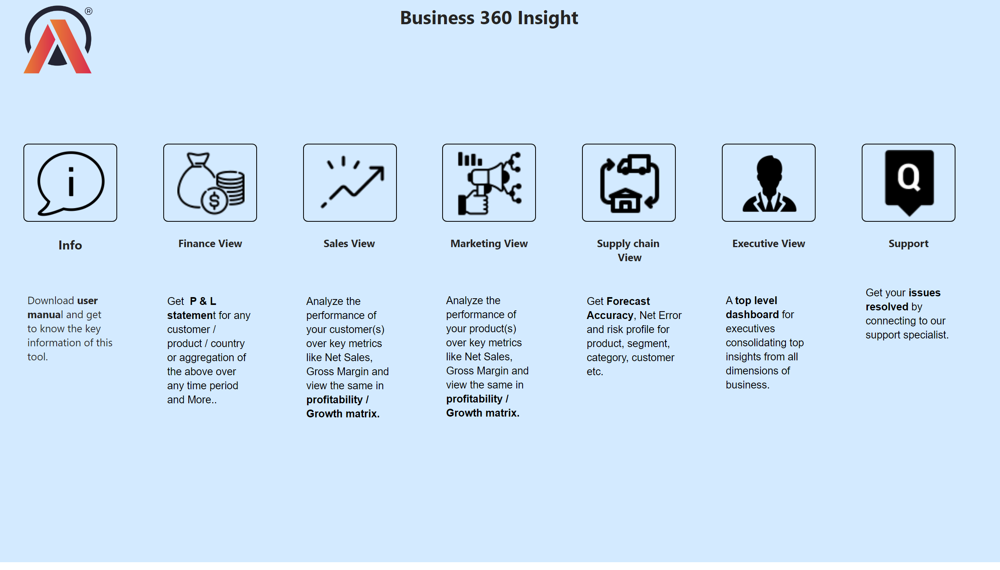 ®
Business 360 Insight
i
$
Q
Info
Finance View
Sales View
Marketing View
Supply chain
View
Executive View
Support
Download user
manual and get
to know the key
information of this
tool.
Get  P & L
statement for any
customer /
product / country
or aggregation of
the above over
any time period
and More..
Analyze the
performance of
your customer(s)
over key metrics
like Net Sales,
Gross Margin and
view the same in
profitability /
Growth matrix.
Analyze the
performance of
your product(s)
over key metrics
like Net Sales,
Gross Margin and
view the same in
profitability /
Growth matrix.
Get Forecast
Accuracy, Net Error
and risk profile for
product, segment,
category, customer
etc.
A top level
dashboard for
executives
consolidating top
insights from all
dimensions of
business.
Get your issues
resolved by
connecting to our
support specialist.